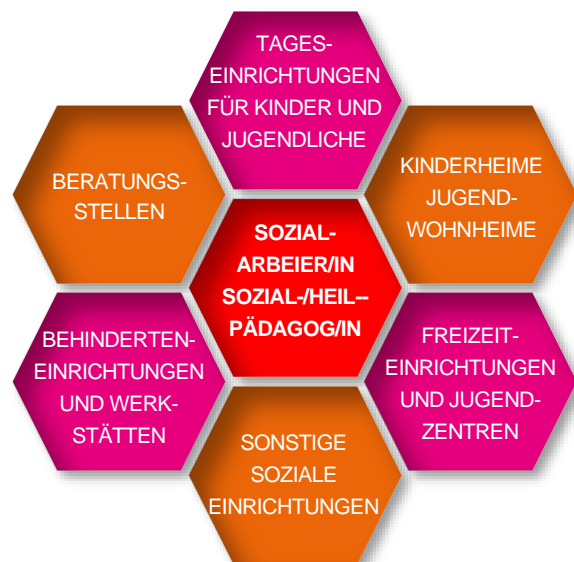 TAGES-
EINRICHTUNGEN
FÜR KINDER UND
JUGENDLICHE
BERATUNGS-
STELLEN
KINDERHEIME
JUGEND-
WOHNHEIME
SOZIAL-
ARBEIER/IN
SOZIAL-/HEIL--
PÄDAGOG/IN
BEHINDERTEN-
EINRICHTUNGEN
UND WERK-
STÄTTEN
FREIZEIT-
EINRICHTUNGEN
UND JUGEND-
ZENTREN
SONSTIGE
SOZIALE
EINRICHTUNGEN